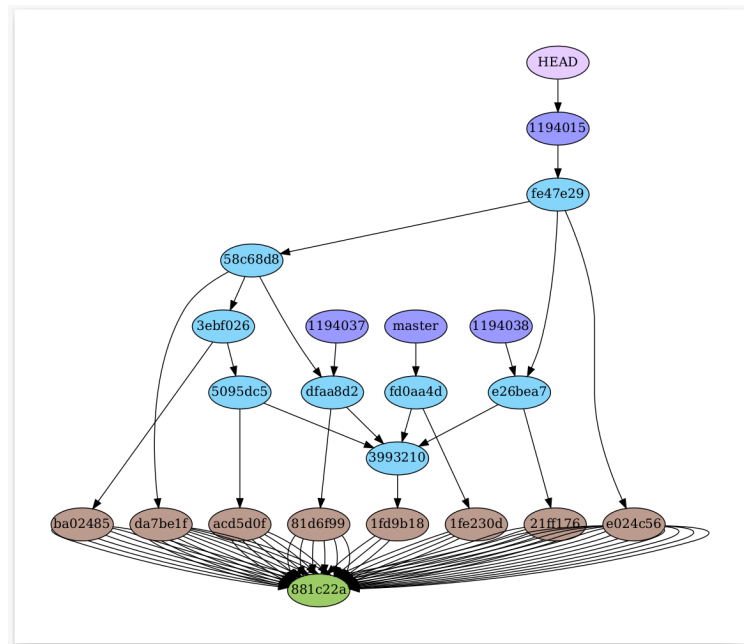 HEAD
1194015
fe47e29
58c68d8
3ebf026
1194037
master
1194038
5095dc5
dfaa8d2
fd0aa4d
e26bea7
3993210
ba02485
da7be1f
acd5d0f
81d6f99
1fd9b18
1fe230d
21ff176
e024c56
881c22a